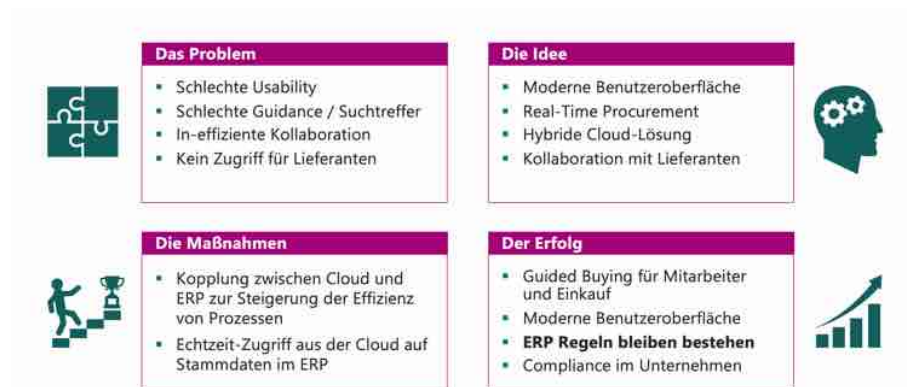 Das Problem
▪ Schlechte Usability
▪ Schlechte Guidance / Suchtreffer
▪ In-effiziente Kollaboration
▪ Kein Zugriff für Lieferanten
Die Idee
▪ Moderne Benutzeroberfläche
▪ Real-Time Procurement
▪ Hybride Cloud-Lösung
▪ Kollaboration mit Lieferanten
Die Maßnahmen
▪ Kopplung zwischen Cloud und
ERP zur Steigerung der Effizienz
von Prozessen
▪ Echtzeit-Zugriff aus der Cloud auf
Stammdaten im ERP
Der Erfolg
▪ Guided Buying für Mitarbeiter
und Einkauf
▪ Moderne Benutzeroberfläche
▪ ERP Regeln bleiben bestehen
▪ Compliance im Unternehmen